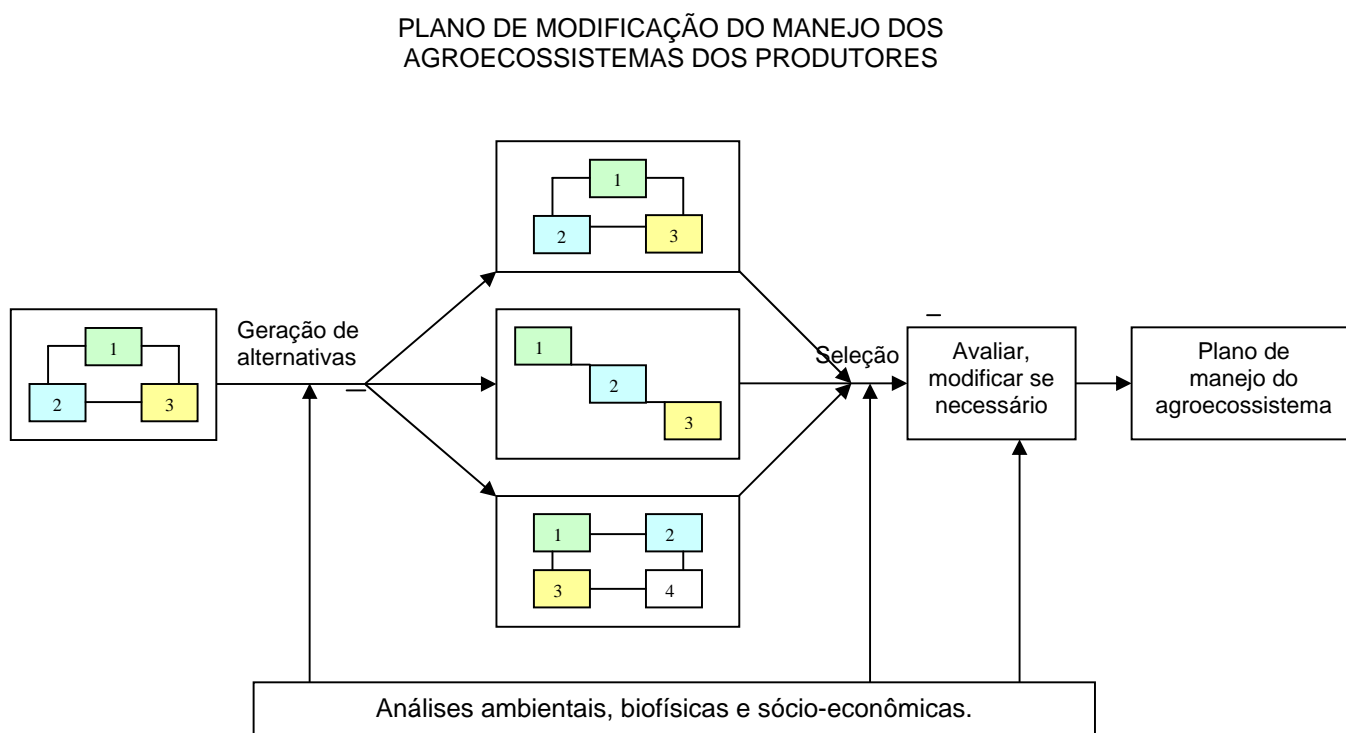 PLANO DE MODIFICAÇÃO DO MANEJO DOS
AGROECOSSISTEMAS DOS PRODUTORES
1
2
3
Geração de
alternativas
1
2
3
1
2
3
1
2
3
4
Seleção
Avaliar,
modificar se
necessário
Plano de
manejo do
agroecossistema
Análises ambientais, biofísicas e sócio-econômicas.